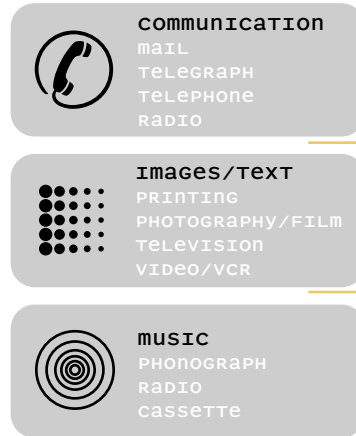 communIcaTIon
maIL
TeLeGRaPH
TeLePHone
RaDIo
Images/TexT
PRInTInG
PHoToGRaPHy/FILm
TeLevISIon
vIDeo/vcR
musIc
PHonoGRaPH
RaDIo
casseTTe